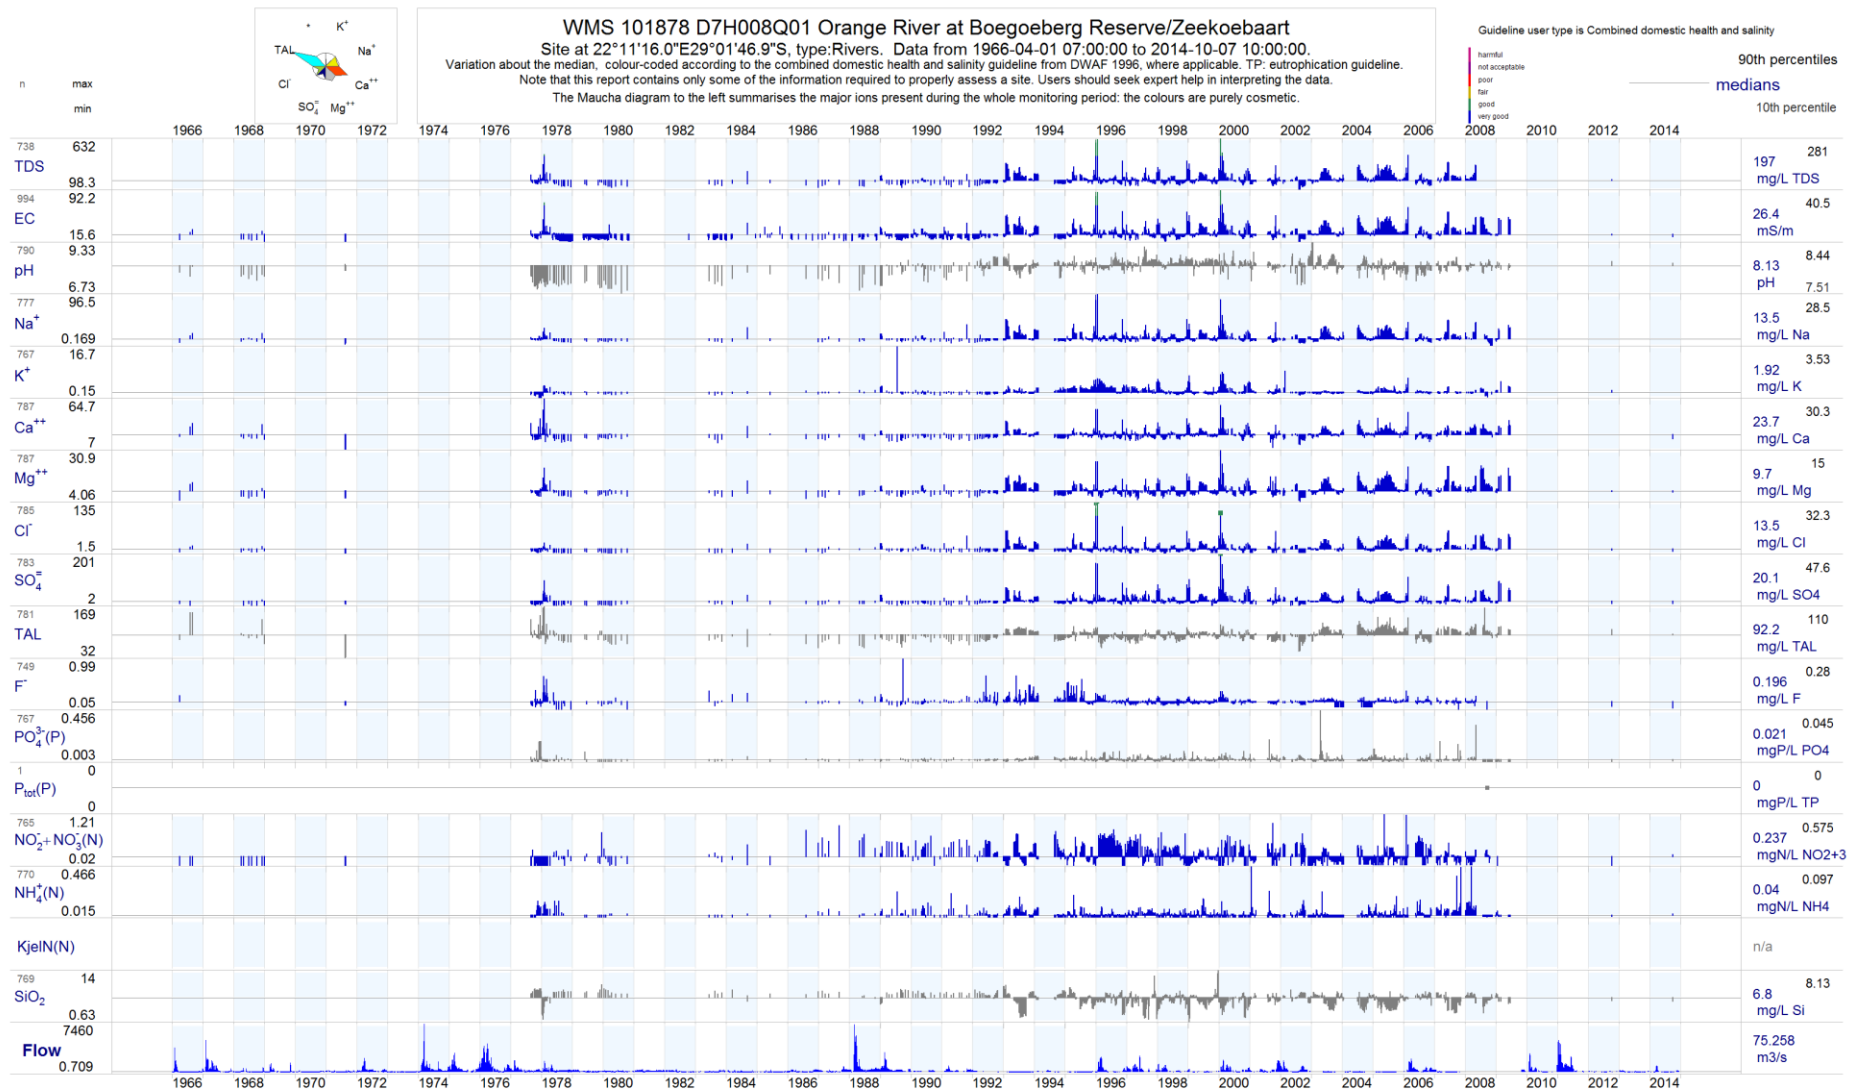 * K+
TAL Na+
Cl- Ca++
SO4= Mg++
WMS 101878 D7H008Q01 Orange River at Boegoeberg Reserve/Zeekoebaart
Site at 22°11'16.0"E29°01'46.9"S, type:Rivers. Data from 1966-04-01 07:00:00 to 2014-10-07 10:00:00.
Variation about the median, colour-coded according to the combined domestic health and salinity guideline from DWAF 1996, where applicable. TP: eutrophication guideline.
Note that this report contains only some of the information required to properly assess a site. Users should seek expert help in interpreting the data.
The Maucha diagram to the left summarises the major ions present during the whole monitoring period: the colours are purely cosmetic.
Guideline user type is Combined domestic health and salinity
harmful
not acceptable
poor
fair
good
very good
90th percentiles
medians
10th percentile
n max
min
1966 1968 1970 1972 1974 1976 1978 1980 1982 1984 1986 1988 1990 1992 1994 1996 1998 2000 2002 2004 2006 2008 2010 2012 2014
738 632
TDS
98.3
197 281
mg/L TDS
994 92.2
EC
15.6
26.4 40.5
mS/m
790 9.33
pH
6.73
8.13 8.44
pH 7.51
777 96.5
Na+
0.169
13.5 28.5
mg/L Na
767 16.7
K+
0.15
1.92 3.53
mg/L K
787 64.7
Ca++
7
23.7 30.3
mg/L Ca
787 30.9
Mg++
4.06
9.7 15
mg/L Mg
785 135
Cl-
1.5
13.5 32.3
mg/L Cl
783 201
SO4=
2
20.1 47.6
mg/L SO4
781 169
TAL
32
92.2 110
mg/L TAL
749 0.99
F-
0.05
0.196 0.28
mg/L F
767 0.456
PO43-(P)
0.003
0.021 0.045
mgP/L PO4
1 0
Ptot(P)
0
0 0
mgP/L TP
765 1.21
NO2-+NO3-(N)
0.02
0.237 0.575
mgN/L NO2+3
770 0.466
NH4+(N)
0.015
0.04 0.097
mgN/L NH4
KjelN(N)
n/a
769 14
SiO2
0.63
6.8 8.13
mg/L Si
7460
Flow
0.709
75.258
m3/s
1966 1968 1970 1972 1974 1976 1978 1980 1982 1984 1986 1988 1990 1992 1994 1996 1998 2000 2002 2004 2006 2008 2010 2012 2014